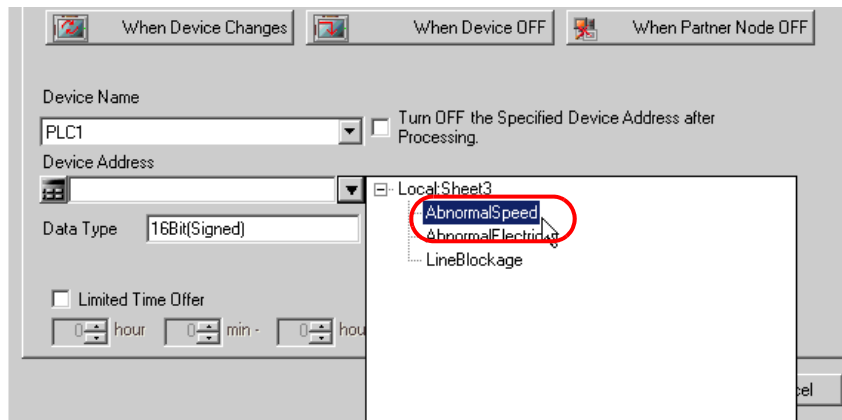 When Device Changes
When Device OFF
When Partner Node OFF
Device Name
PLC1
Turn OFF the Specified Device Address after
Processing.
Device Address
Local:Sheet3
AbnormalSpeed
Data Type
16Bit(Signed)
LineBlockage
Limited Time Offer
0 hour 0 min - 0